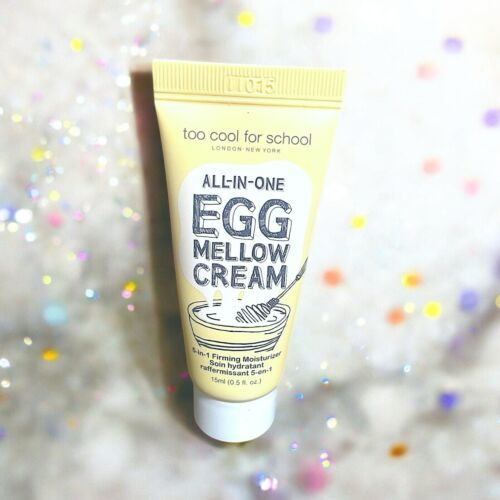 too cool for school
LONDON · NEW YORK
ALL-IN-ONE
EGG
MELLOW
CREAM
5-in-1 Firming Moisturizer
Soin hydratant
raffermissant 5-en-1
15ml (0.5 fl. oz.)